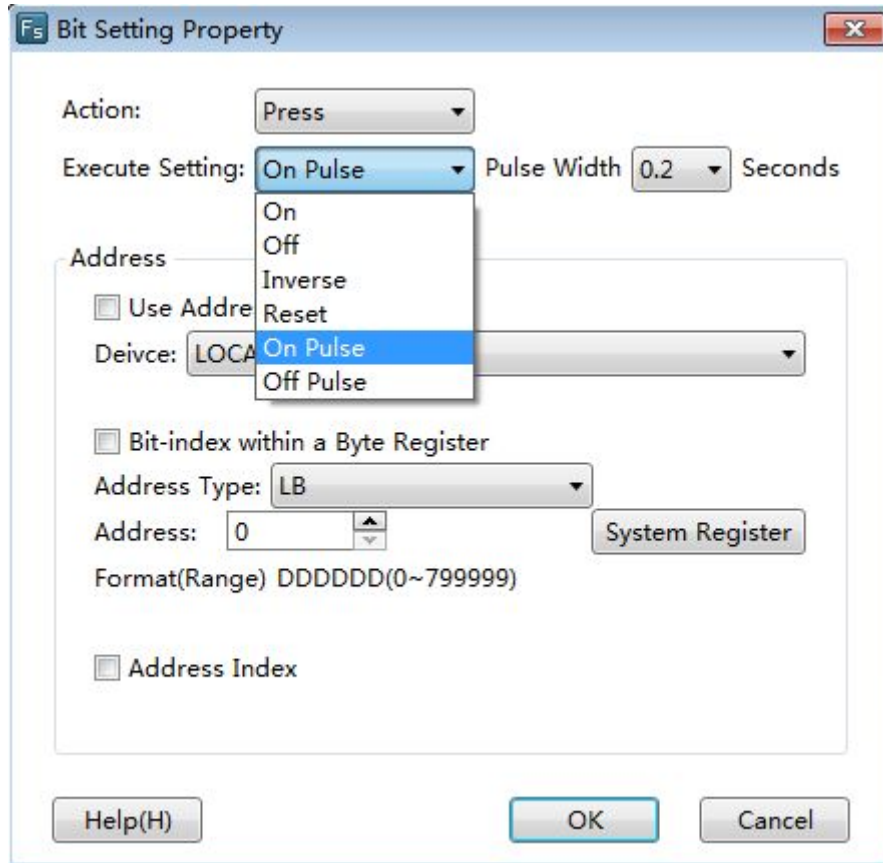 Fs Bit Setting Property
Action: Press
Execute Setting: On Pulse Pulse Width 0.2 Seconds
On
Off
Inverse
Reset
On Pulse
Off Pulse
Address
Use Addre
Deivce: LOCA
Bit-index within a Byte Register
Address Type: LB
Address: 0 System Register
Format(Range) DDDDDD(0~799999)
Address Index
Help(H) OK Cancel